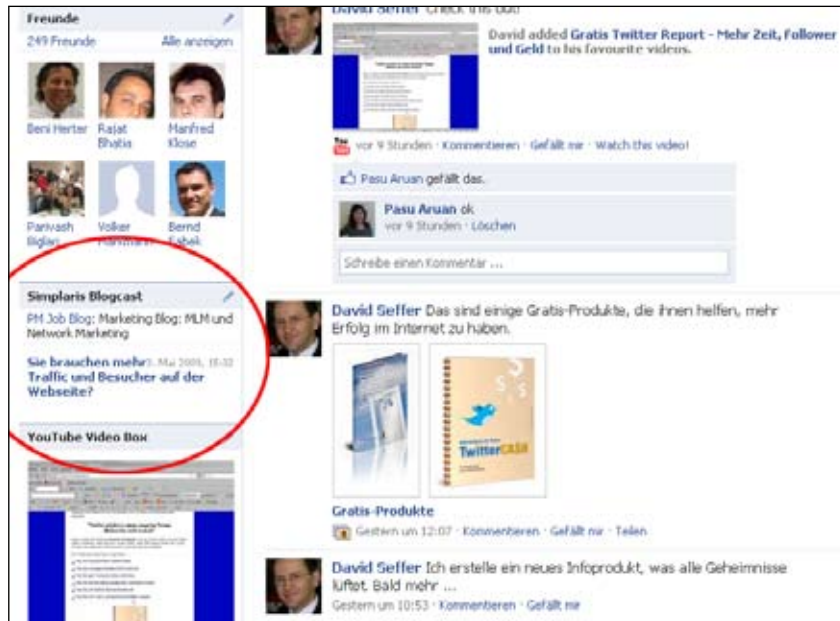 Freunde
249 Freunde
Alle anzeigen
Beni Herter
Rajat
Bhatia
Manfred
Klose
Parivash
Volker
Bernd
Simplaris Blogcast
PM Job Blog: Marketing Blog: MLM und
Network Marketing
Sie brauchen mehr
Traffic und Besucher auf der
Webseite?
YouTube Video Box
David Seffer Check this out!
David added Gratis Twitter Report - Mehr Zeit, Follower
und Geld to his favourite videos.
vor 9 Stunden · Kommentieren · Gefällt mir · Watch this video!
Pasu Aruan gefällt das.
Pasu Aruan ok
vor 9 Stunden · Löschen
Schreibe einen Kommentar ...
David Seffer Das sind einige Gratis-Produkte, die ihnen helfen, mehr
Erfolg im Internet zu haben.
TwitterCASH
Gratis-Produkte
Gestern um 12:07 · Kommentieren · Gefällt mir · Teilen
David Seffer Ich erstelle ein neues Infoprodukt, was alle Geheimnisse
lüftet. Bald mehr ...
Gestern um 10:53 · Kommentieren · Gefällt mir